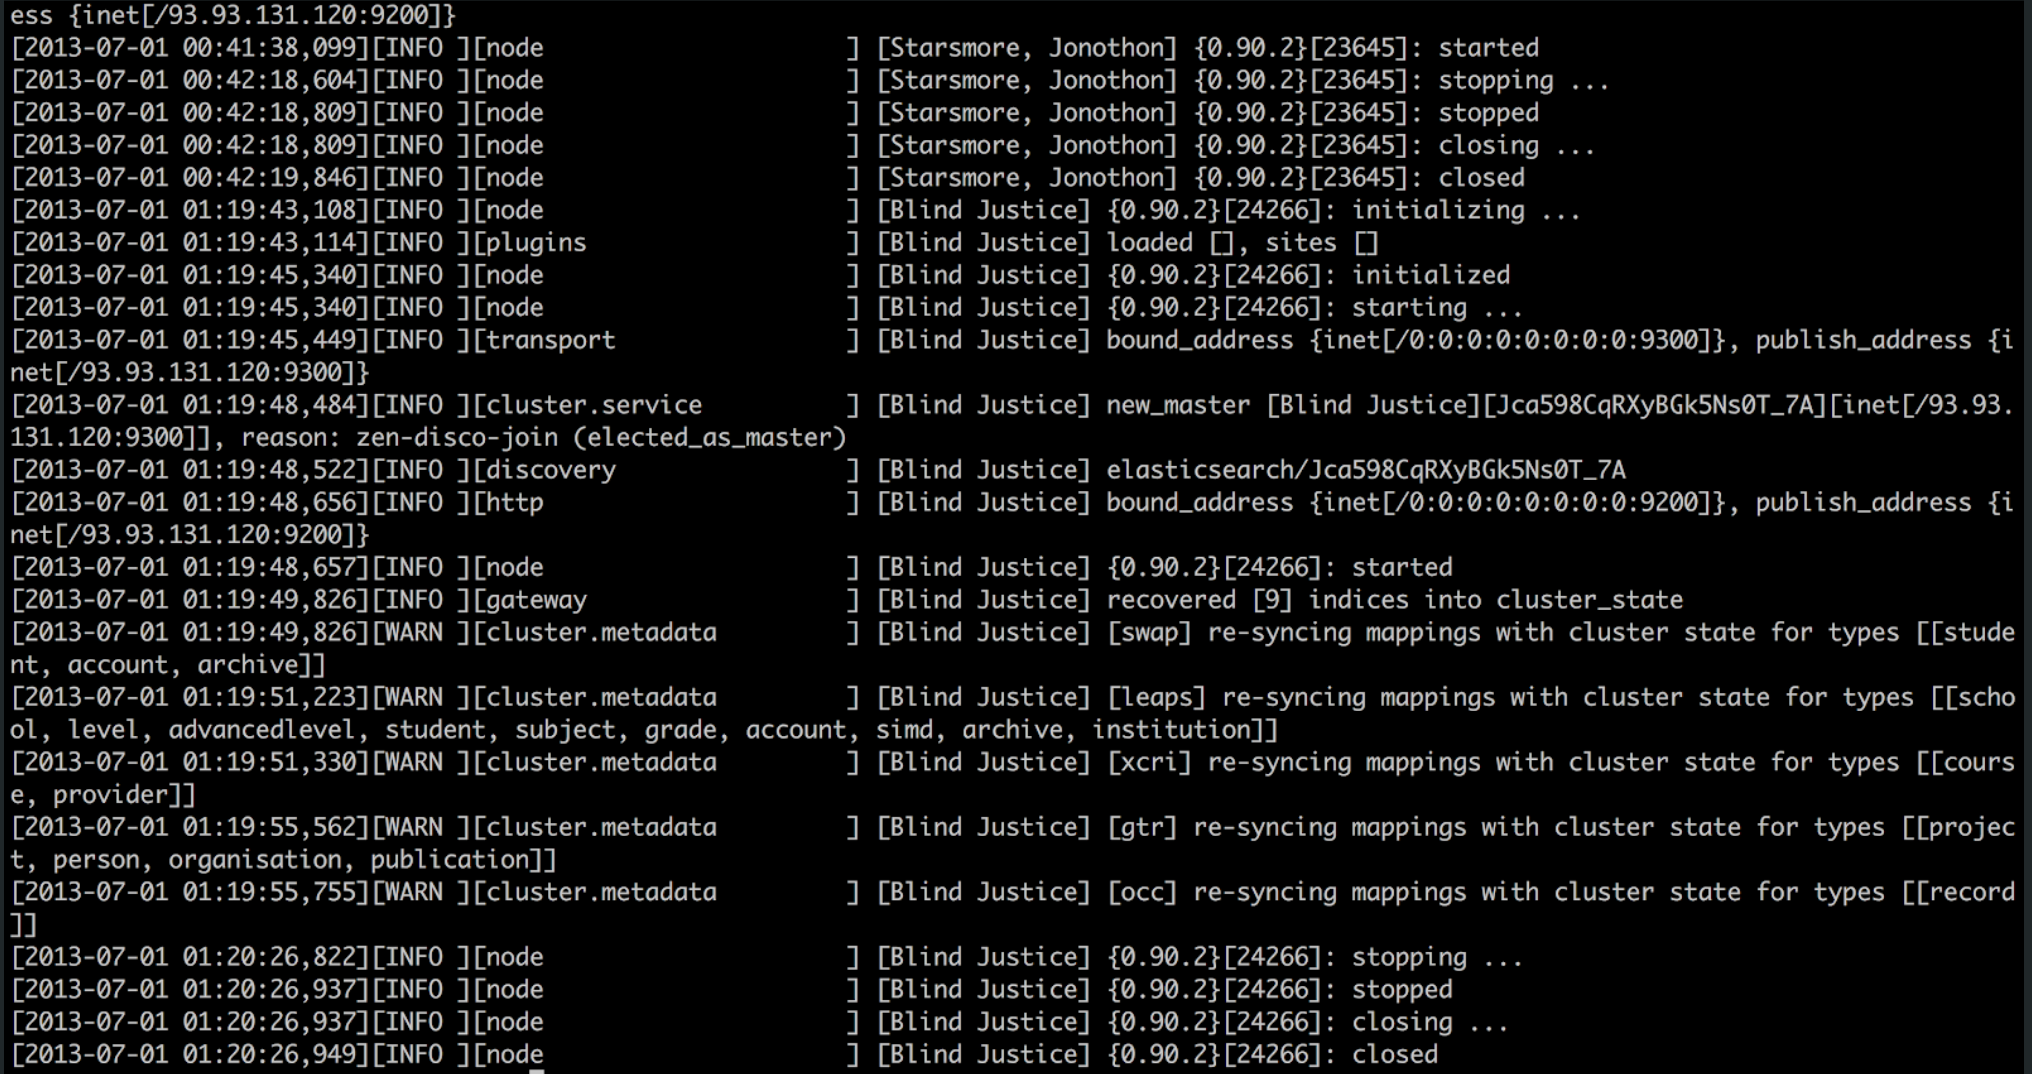 ess {inet[/93.93.131.120:9200]}
[2013-07-01 00:41:38,099][INFO ][node                     ] [Starsmore, Jonothon] {0.90.2}[23645]: started
[2013-07-01 00:42:18,604][INFO ][node                     ] [Starsmore, Jonothon] {0.90.2}[23645]: stopping ...
[2013-07-01 00:42:18,809][INFO ][node                     ] [Starsmore, Jonothon] {0.90.2}[23645]: stopped
[2013-07-01 00:42:18,809][INFO ][node                     ] [Starsmore, Jonothon] {0.90.2}[23645]: closing ...
[2013-07-01 00:42:19,846][INFO ][node                     ] [Starsmore, Jonothon] {0.90.2}[23645]: closed
[2013-07-01 01:19:43,108][INFO ][node                     ] [Blind Justice] {0.90.2}[24266]: initializing ...
[2013-07-01 01:19:43,114][INFO ][plugins                  ] [Blind Justice] loaded [], sites []
[2013-07-01 01:19:45,340][INFO ][node                     ] [Blind Justice] {0.90.2}[24266]: initialized
[2013-07-01 01:19:45,340][INFO ][node                     ] [Blind Justice] {0.90.2}[24266]: starting ...
[2013-07-01 01:19:45,449][INFO ][transport                ] [Blind Justice] bound_address {inet[/0:0:0:0:0:0:0:0:9300]}, publish_address {i
net[/93.93.131.120:9300]}
[2013-07-01 01:19:48,484][INFO ][cluster.service          ] [Blind Justice] new_master [Blind Justice][Jca598CqRXyBGk5Ns0T_7A][inet[/93.93.
131.120:9300]], reason: zen-disco-join (elected_as_master)
[2013-07-01 01:19:48,522][INFO ][discovery                ] [Blind Justice] elasticsearch/Jca598CqRXyBGk5Ns0T_7A
[2013-07-01 01:19:48,656][INFO ][http                     ] [Blind Justice] bound_address {inet[/0:0:0:0:0:0:0:0:9200]}, publish_address {i
net[/93.93.131.120:9200]}
[2013-07-01 01:19:48,657][INFO ][node                     ] [Blind Justice] {0.90.2}[24266]: started
[2013-07-01 01:19:49,826][INFO ][gateway                  ] [Blind Justice] recovered [9] indices into cluster_state
[2013-07-01 01:19:49,826][WARN ][cluster.metadata         ] [Blind Justice] [swap] re-syncing mappings with cluster state for types [[stude
nt, account, archive]]
[2013-07-01 01:19:51,223][WARN ][cluster.metadata         ] [Blind Justice] [leaps] re-syncing mappings with cluster state for types [[scho
ol, level, advancedlevel, student, subject, grade, account, simd, archive, institution]]
[2013-07-01 01:19:51,330][WARN ][cluster.metadata         ] [Blind Justice] [xcri] re-syncing mappings with cluster state for types [[cours
e, provider]]
[2013-07-01 01:19:55,562][WARN ][cluster.metadata         ] [Blind Justice] [gtr] re-syncing mappings with cluster state for types [[projec
t, person, organisation, publication]]
[2013-07-01 01:19:55,755][WARN ][cluster.metadata         ] [Blind Justice] [occ] re-syncing mappings with cluster state for types [[record
]]
[2013-07-01 01:20:26,822][INFO ][node                     ] [Blind Justice] {0.90.2}[24266]: stopping ...
[2013-07-01 01:20:26,937][INFO ][node                     ] [Blind Justice] {0.90.2}[24266]: stopped
[2013-07-01 01:20:26,937][INFO ][node                     ] [Blind Justice] {0.90.2}[24266]: closing ...
[2013-07-01 01:20:26,949][INFO ][node                     ] [Blind Justice] {0.90.2}[24266]: closed